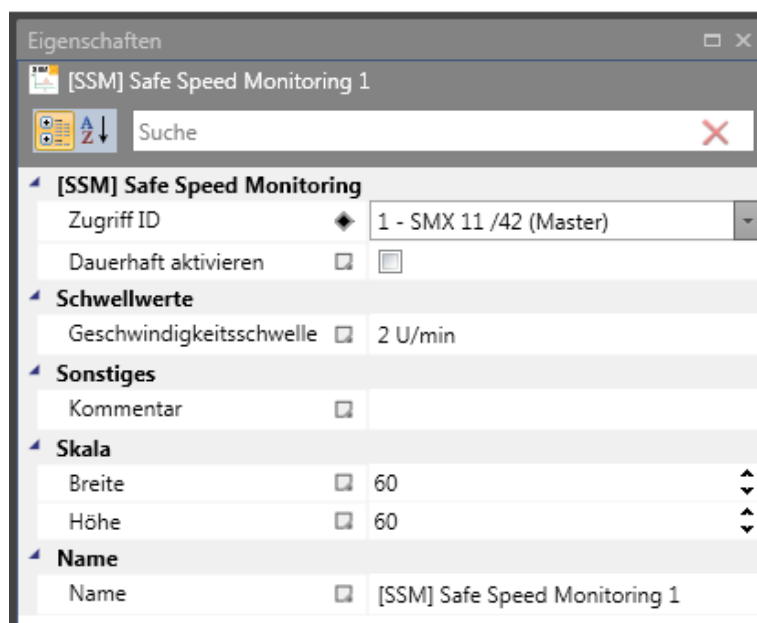 Eigenschaften
[SSM] Safe Speed Monitoring 1
Suche
[SSM] Safe Speed Monitoring
Zugriff ID 1 - SMX 11 /42 (Master)
Dauerhaft aktivieren
Schwellwerte
Geschwindigkeitsschwelle 2 U/min
Sonstiges
Kommentar
Skala
Breite 60
Höhe 60
Name
Name [SSM] Safe Speed Monitoring 1